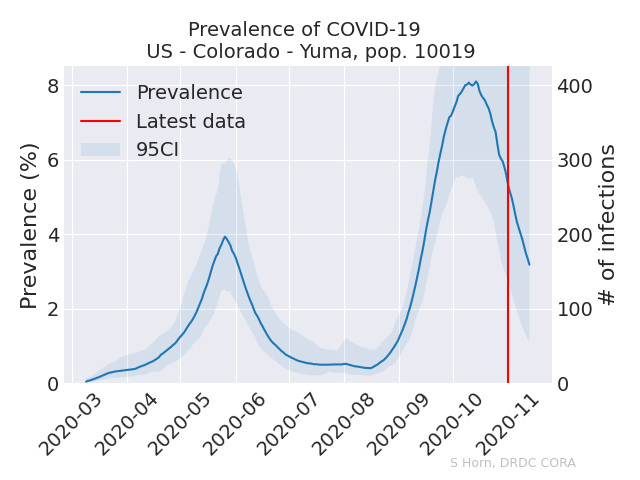 Prevalence of COVID-19
US - Colorado - Yuma, pop. 10019
Prevalence
Latest data
95CI
Prevalence (%)
8
6
4
2
0
# of infections
400
300
200
100
0
2020-03
2020-04
2020-05
2020-06
2020-07
2020-08
2020-09
2020-10
2020-11
S Horn, DRDC CORA